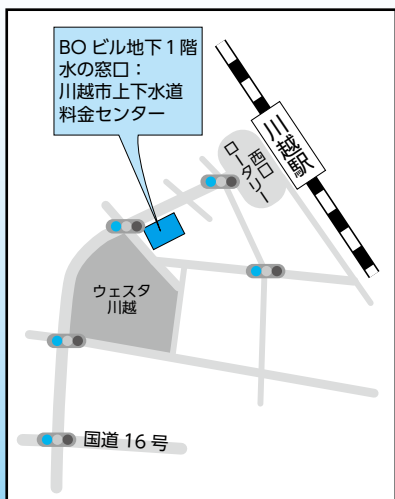 BO ビル地下 1 階
水の窓口：
川越市上下水道
料金センター
川越駅
西口
ロータリー
ウェスタ
川越
国道 16 号